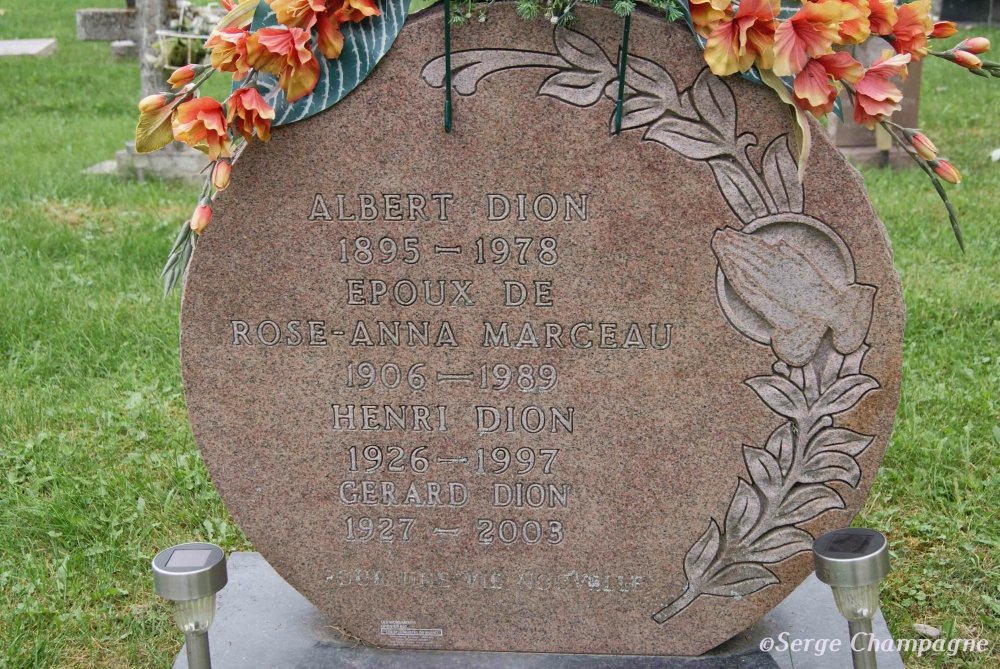 ALBERT DION
1895 — 1978
EPOUX DE
ROSE-ANNA MARCEAU
1906 — 1989
HENRI DION
1926 — 1997
GERARD DION
1927 — 2003
POUR UNE VIE NOUVELLE
©Serge Champagne